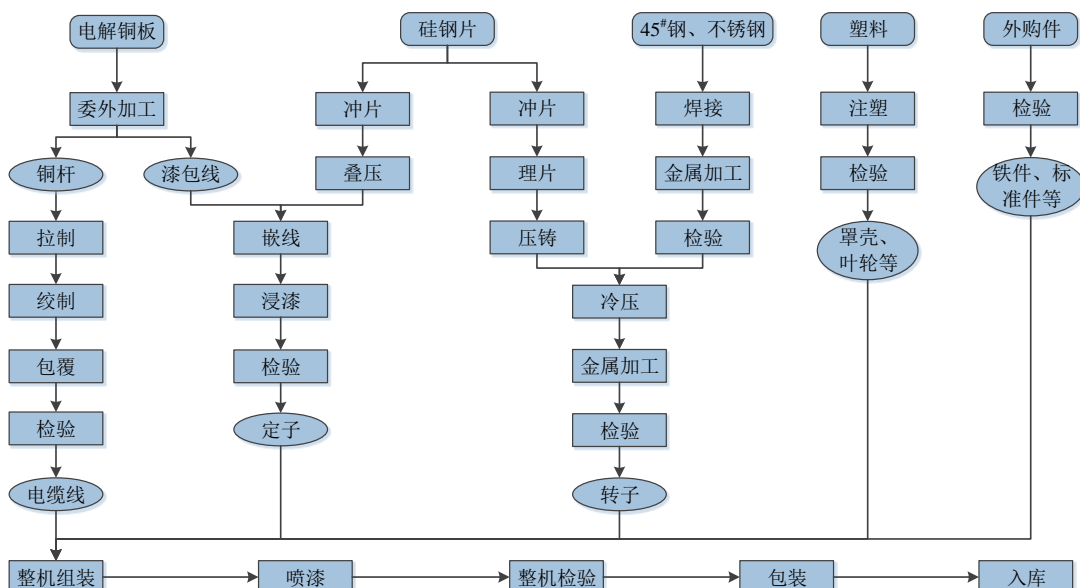 电解铜板
硅钢片
45#钢、不锈钢
塑料
外购件
委外加工
冲片
冲片
焊接
注塑
检验
铜杆
漆包线
叠压
理片
金属加工
检验
铁件、标
准件等
拉制
嵌线
压铸
检验
罩壳、
叶轮等
绞制
浸漆
冷压
包覆
检验
金属加工
检验
定子
检验
电缆线
转子
整机组装
喷漆
整机检验
包装
入库